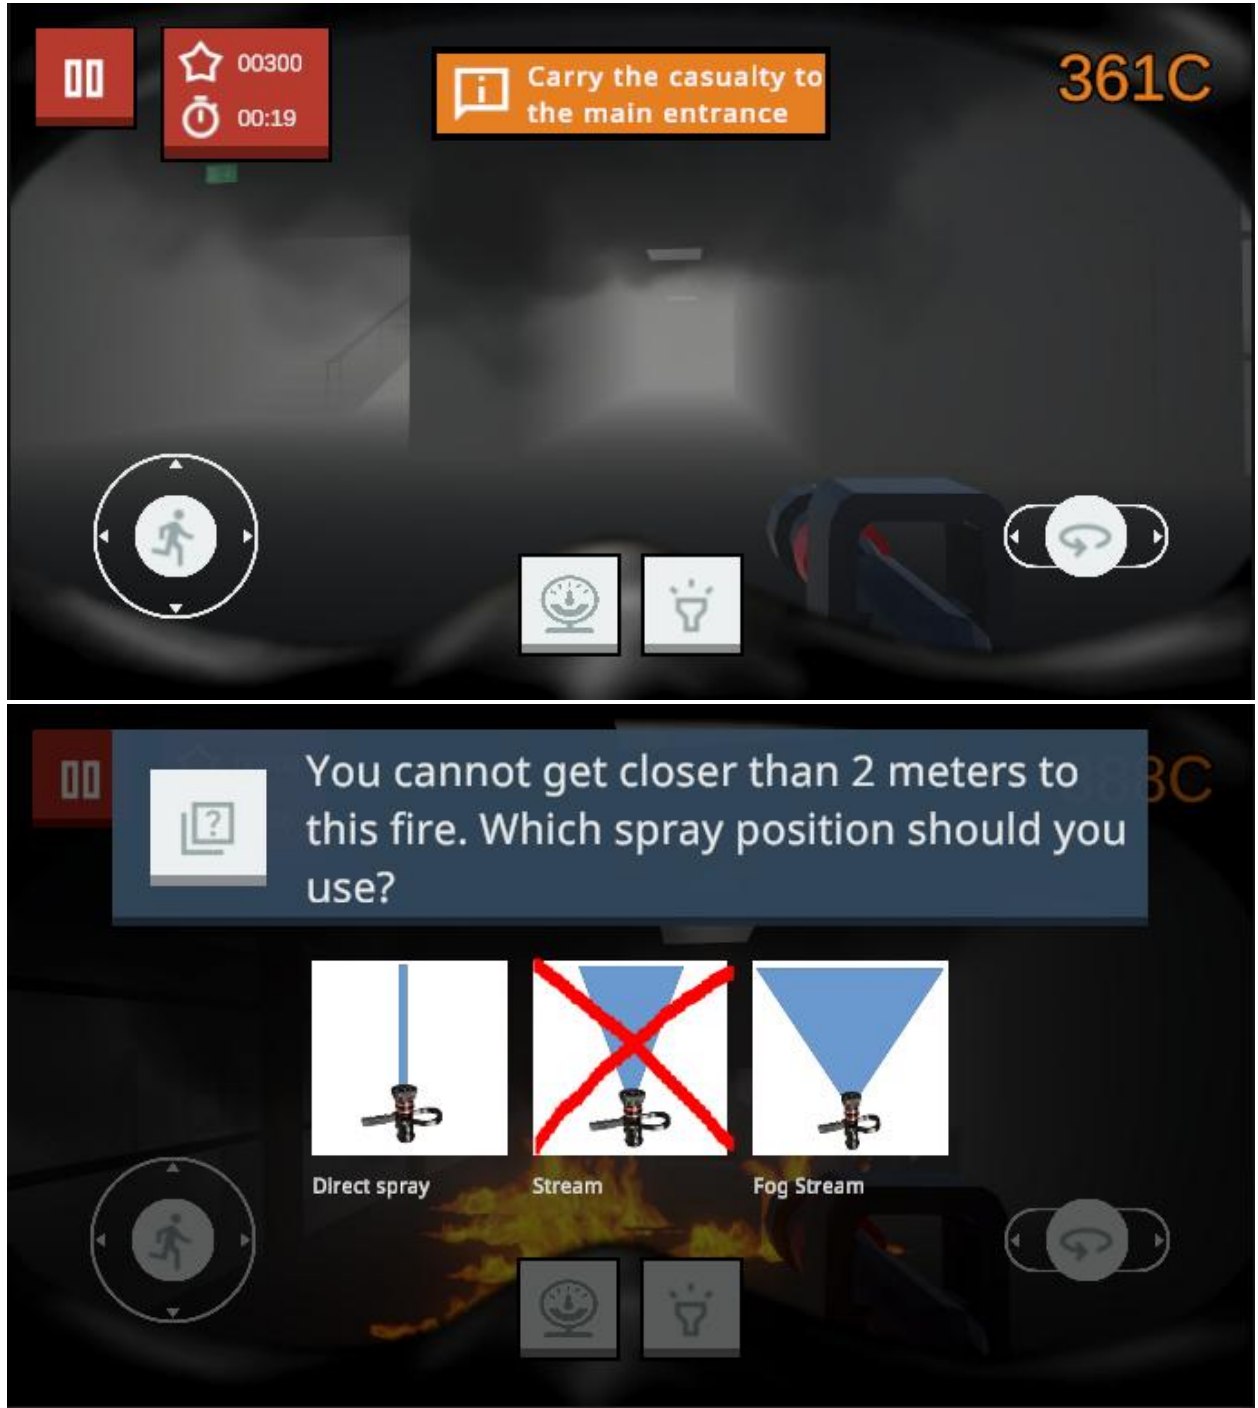 00300
00:19
Carry the casualty to
the main entrance
361C
You cannot get closer than 2 meters to
this fire. Which spray position should you
use?
Direct spray
Stream
Fog Stream